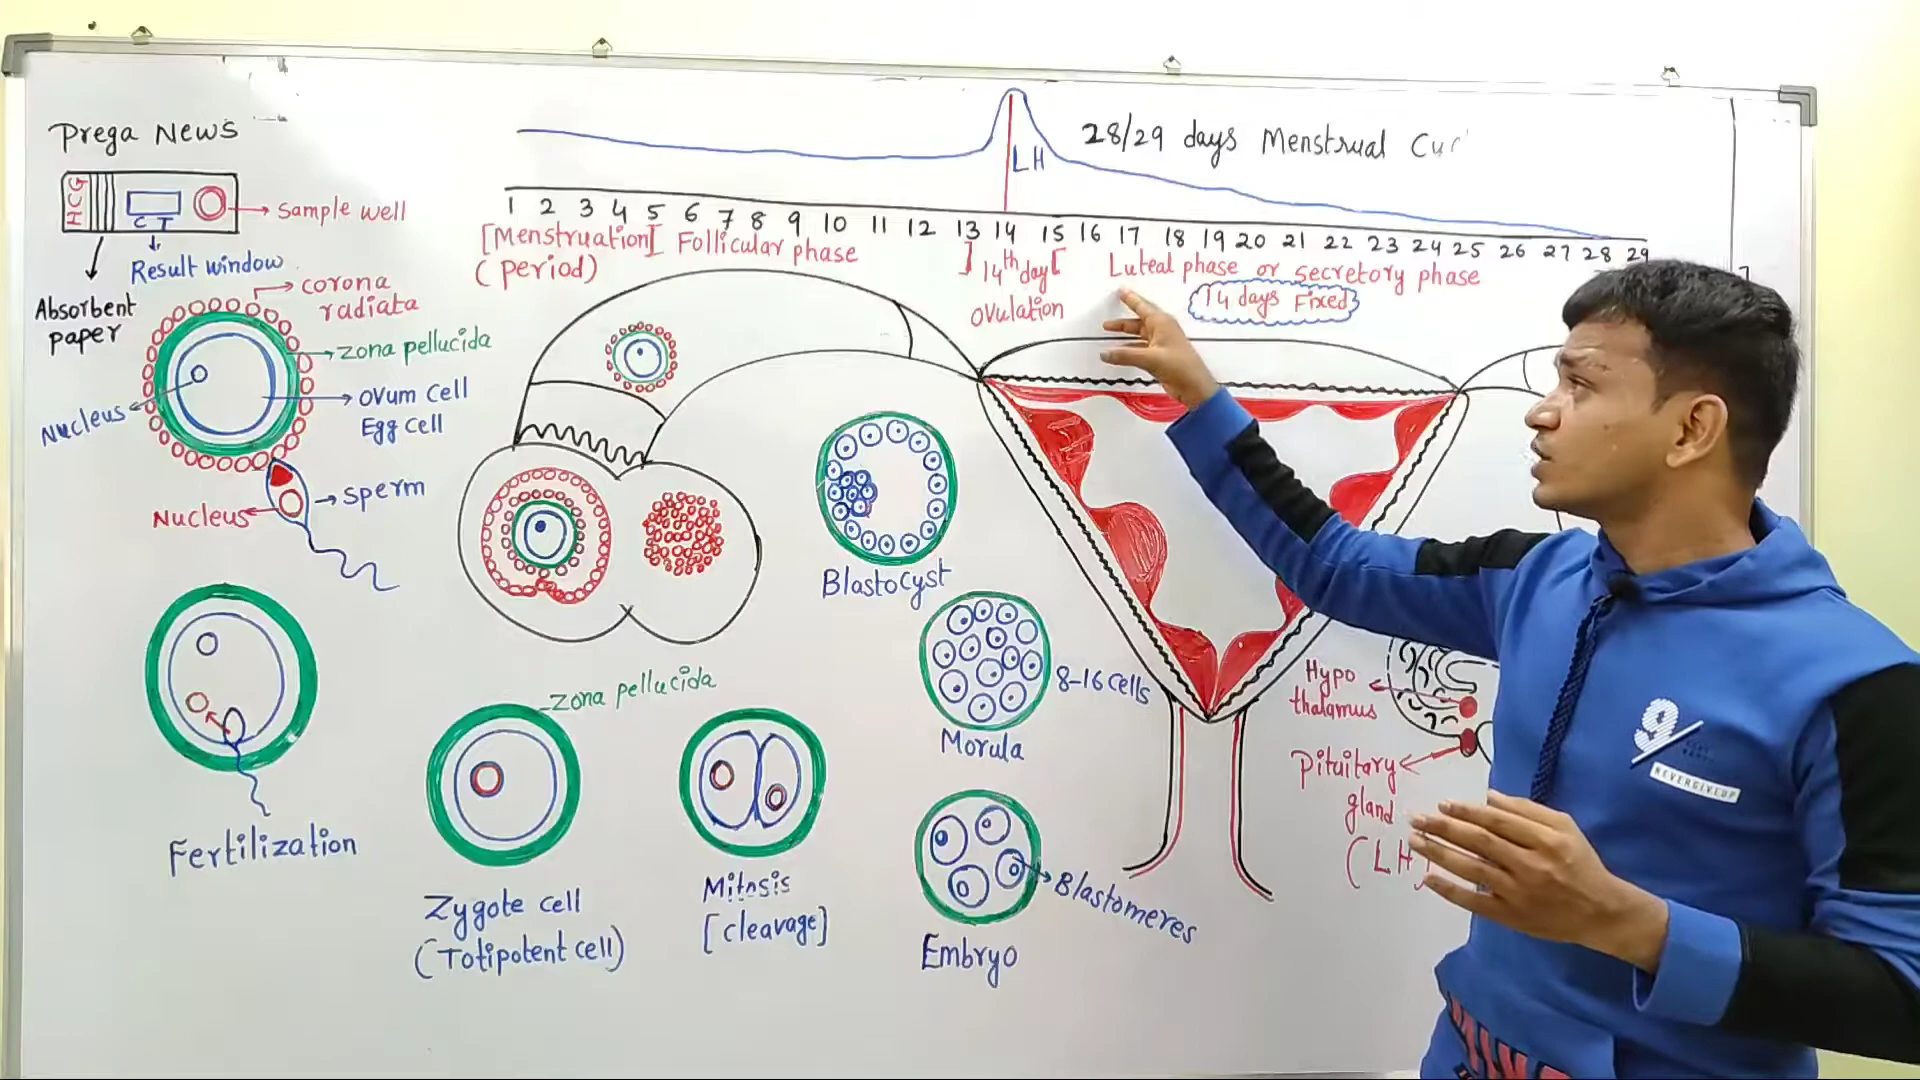 Prega News
28/29 days Menstrual
LH
HCG
C T
Sample well
Result window
Absorbent
paper
1 2 3 4 5 6 7 8 9 10 11 12 13 14 15 16 17 18 19 20 21 22 23 24 25 26 27 28 29
[Menstruation[ Follicular phase
(period)
] 14th day [
ovulation
Luteal phase or secretory phase
14 days Fixed
corona
radiata
zona pellucida
ovum cell
Egg cell
Nucleus
sperm
Nucleus
Blastocyst
8-16 cells
Morula
Hypo
thalamus
Pituitary
gland
(LH)
zona pellucida
Fertilization
Zygote cell
(Totipotent cell)
Mitosis
[cleavage]
Blastomeres
Embryo
9
NEVERGIVEUP